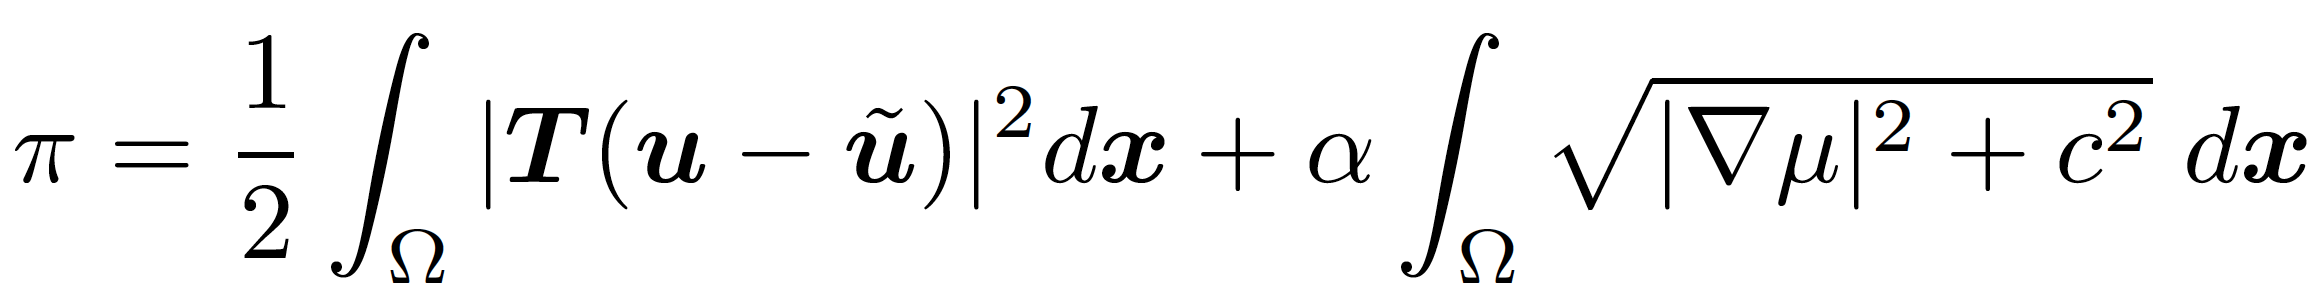 π = 1/2 ∫_Ω |𝑻(𝒖 − 𝒖̃)|² d𝒙 + α ∫_Ω √(|∇μ|² + c²) d𝒙